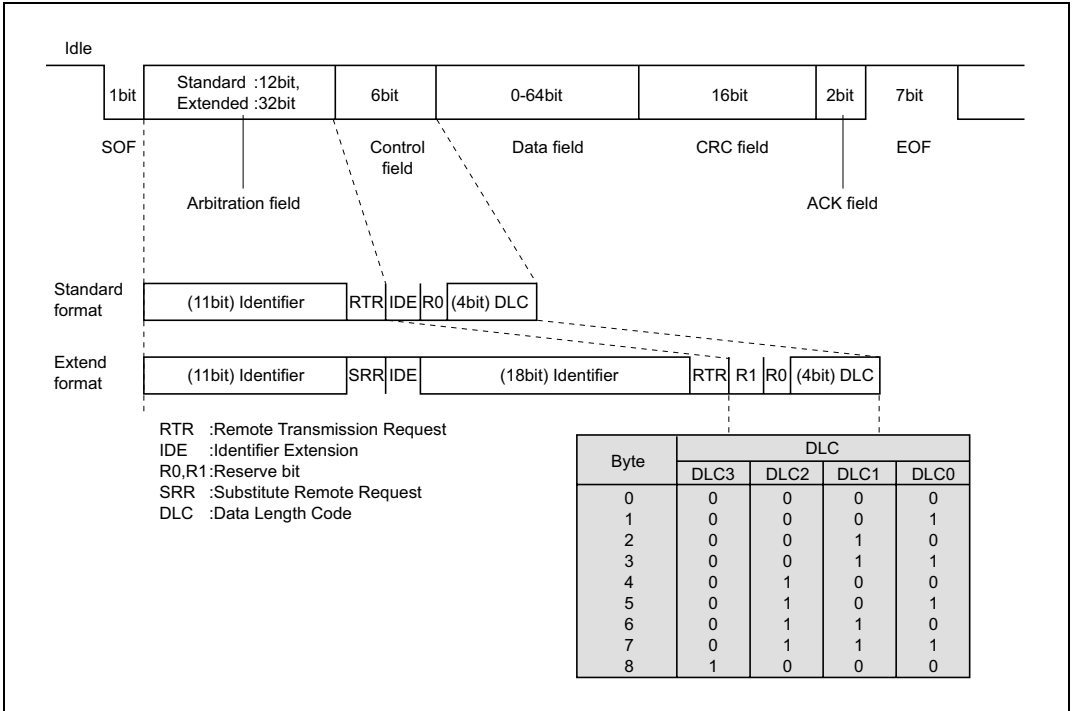 Idle
1bit
Standard :12bit,
Extended :32bit
6bit
0-64bit
16bit
2bit
7bit
SOF
Control
field
Data field
CRC field
EOF
Arbitration field
ACK field
Standard
format
(11bit) Identifier
RTR
IDE
R0
(4bit) DLC
Extend
format
(11bit) Identifier
SRR
IDE
(18bit) Identifier
RTR
R1
R0
(4bit) DLC
RTR :Remote Transmission Request
IDE :Identifier Extension
R0,R1:Reserve bit
SRR :Substitute Remote Request
DLC :Data Length Code
Byte DLC
DLC3 DLC2 DLC1 DLC0
0 0 0 0 0
1 0 0 0 1
2 0 0 1 0
3 0 0 1 1
4 0 1 0 0
5 0 1 0 1
6 0 1 1 0
7 0 1 1 1
8 1 0 0 0